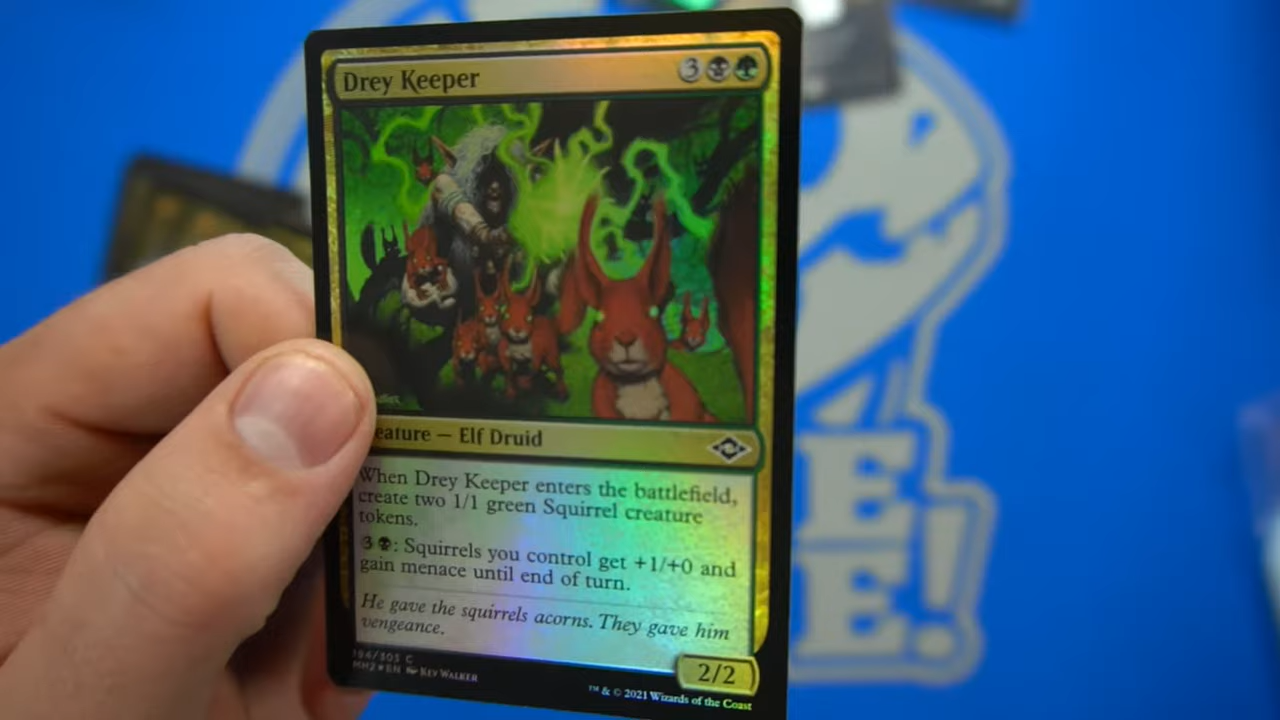 Drey Keeper 3
eature — Elf Druid
When Drey Keeper enters the battlefield,
create two 1/1 green Squirrel creature
tokens.
3: Squirrels you control get +1/+0 and
gain menace until end of turn.
He gave the squirrels acorns. They gave him
vengeance.
2/2
194/303 C
MH2 EN Kev Walker
™ & © 2021 Wizards of the Coast